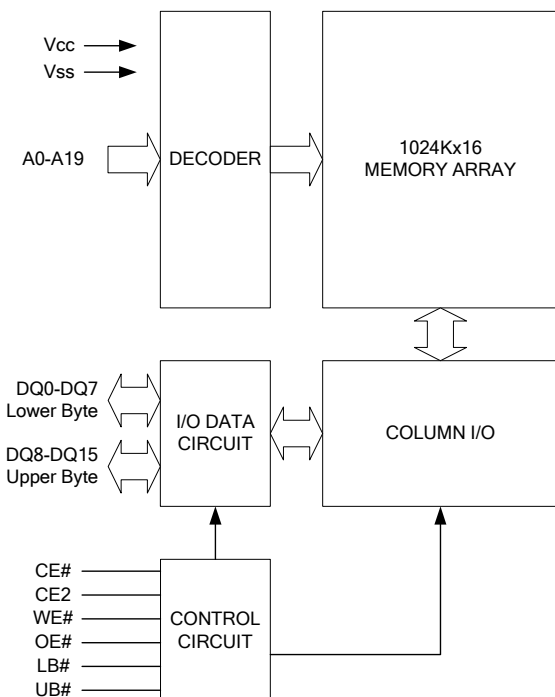 Vcc
Vss
A0-A19
DECODER
1024Kx16
MEMORY ARRAY
DQ0-DQ7
Lower Byte
DQ8-DQ15
Upper Byte
I/O DATA
CIRCUIT
COLUMN I/O
CE#
CE2
WE#
OE#
LB#
UB#
CONTROL
CIRCUIT